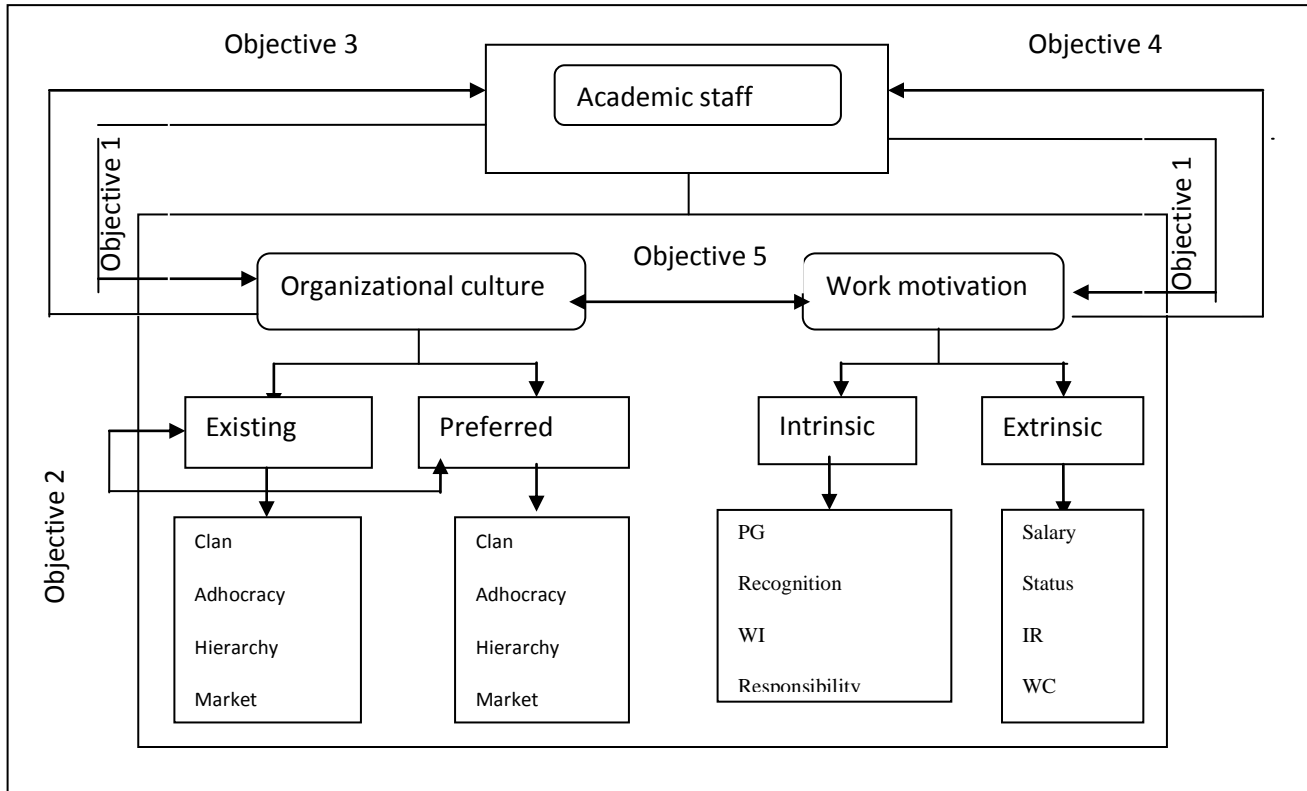 Objective 3
Objective 4
Academic staff
Objective 1
Objective 1
Objective 5
Organizational culture
Work motivation
Existing
Preferred
Intrinsic
Extrinsic
Objective 2
Clan
Adhocracy
Hierarchy
Market
Clan
Adhocracy
Hierarchy
Market
PG
Recognition
WI
Responsibility
Salary
Status
IR
WC